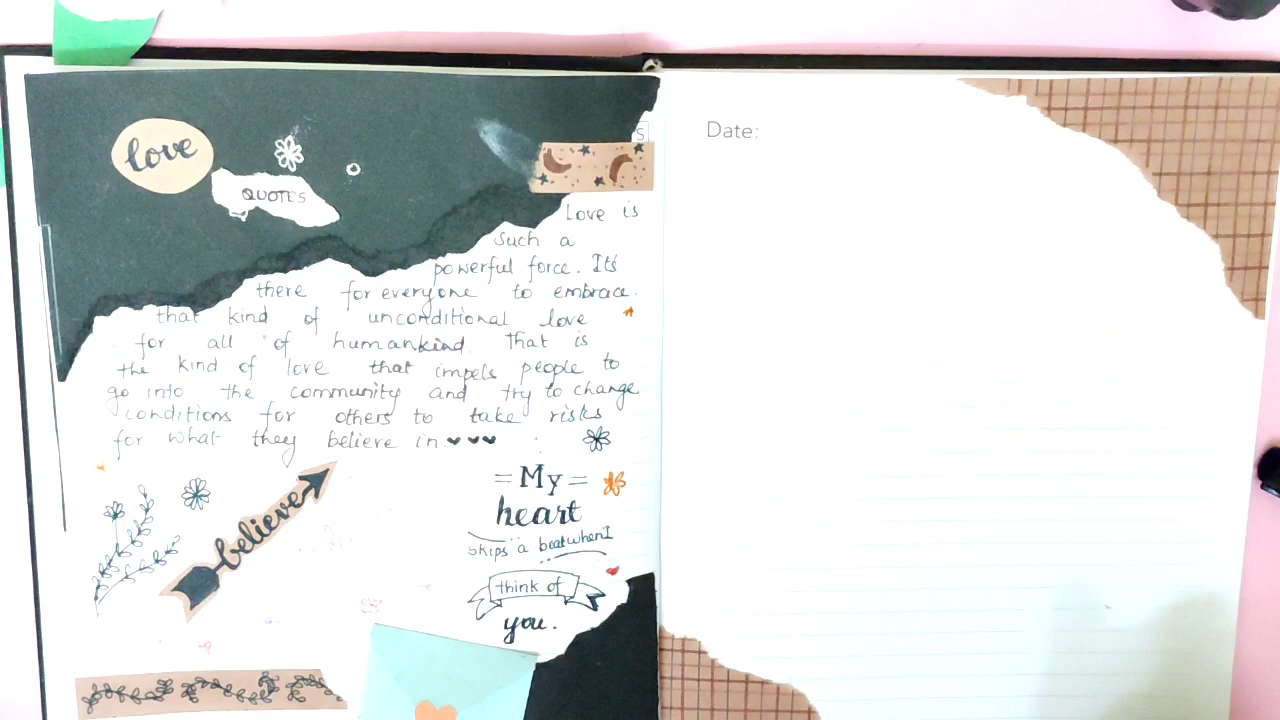 love
QUOTES
S
Date:
Love is
such a
powerful force. It's
there for everyone to embrace.
that kind of unconditional love
for all of humankind. That is
the kind of love that impels people to
go into the community and try to change
conditions for others to take risks
for what they believe in
believe
= My =
heart
skips a beat when I
think of
you.